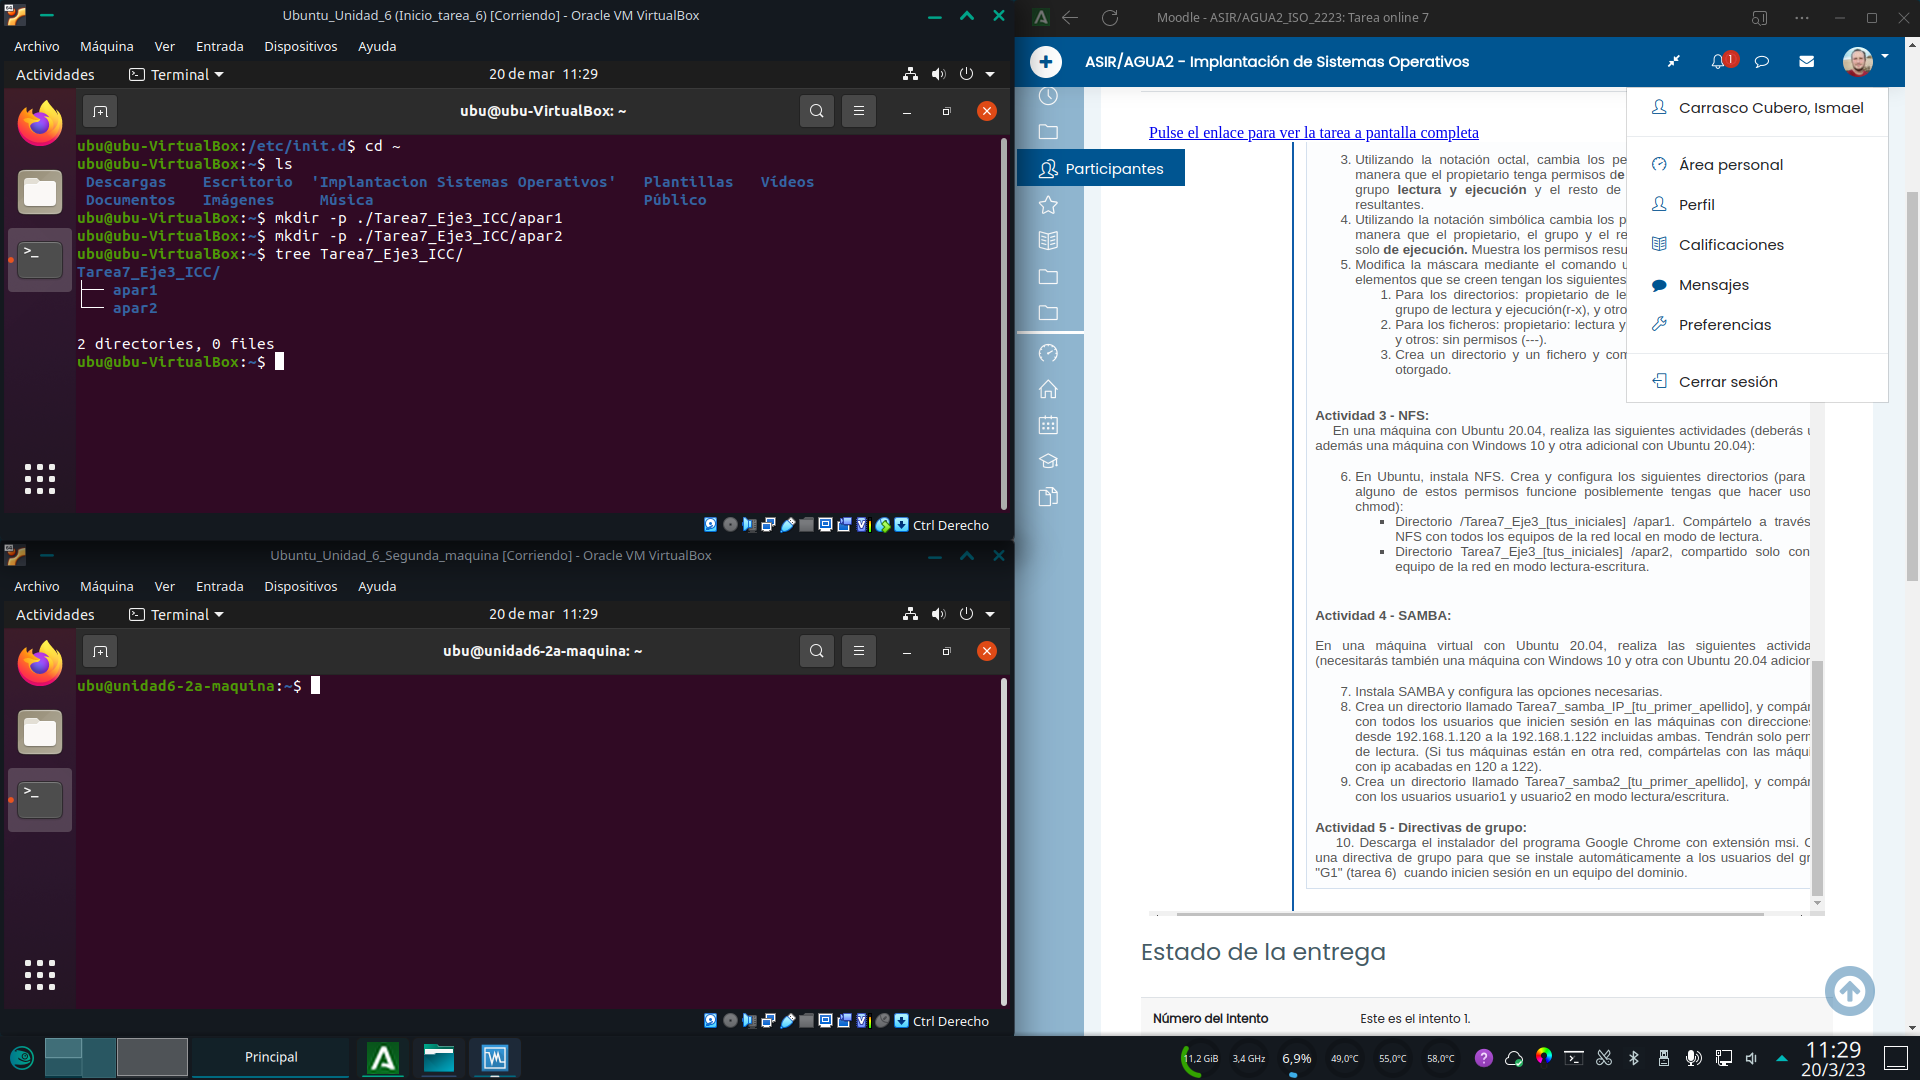 Ubuntu_Unidad_6 (Inicio_tarea_6) [Corriendo] - Oracle VM VirtualBox
Archivo Máquina Ver Entrada Dispositivos Ayuda
Actividades Terminal 20 de mar 11:29
ubu@ubu-VirtualBox: ~
ubu@ubu-VirtualBox:/etc/init.d$ cd ~
ubu@ubu-VirtualBox:~$ ls
Descargas Escritorio 'Implantacion Sistemas Operativos' Plantillas Vídeos
Documentos Imágenes Música Público
ubu@ubu-VirtualBox:~$ mkdir -p ./Tarea7_Eje3_ICC/apar1
ubu@ubu-VirtualBox:~$ mkdir -p ./Tarea7_Eje3_ICC/apar2
ubu@ubu-VirtualBox:~$ tree Tarea7_Eje3_ICC/
Tarea7_Eje3_ICC/
├── apar1
└── apar2
2 directories, 0 files
ubu@ubu-VirtualBox:~$
Ctrl Derecho
Ubuntu_Unidad_6_Segunda_maquina [Corriendo] - Oracle VM VirtualBox
Archivo Máquina Ver Entrada Dispositivos Ayuda
Actividades Terminal 20 de mar 11:29
ubu@unidad6-2a-maquina: ~
ubu@unidad6-2a-maquina:~$
Ctrl Derecho
Moodle - ASIR/AGUA2_ISO_2223: Tarea online 7
ASIR/AGUA2 - Implantación de Sistemas Operativos
1
Participantes
Carrasco Cubero, Ismael
Área personal
Perfil
Calificaciones
Mensajes
Preferencias
Cerrar sesión
Pulse el enlace para ver la tarea a pantalla completa
3. Utilizando la notación octal, cambia los pe
manera que el propietario tenga permisos de
grupo lectura y ejecución y el resto de
resultantes.
4. Utilizando la notación simbólica cambia los p
manera que el propietario, el grupo y el re
solo de ejecución. Muestra los permisos resu
5. Modifica la máscara mediante el comando u
elementos que se creen tengan los siguientes
1. Para los directorios: propietario de le
grupo de lectura y ejecución(r-x), y otro
2. Para los ficheros: propietario: lectura y
y otros: sin permisos (---).
3. Crea un directorio y un fichero y com
otorgado.
Actividad 3 - NFS:
En una máquina con Ubuntu 20.04, realiza las siguientes actividades (deberás u
además una máquina con Windows 10 y otra adicional con Ubuntu 20.04):
6. En Ubuntu, instala NFS. Crea y configura los siguientes directorios (para
alguno de estos permisos funcione posiblemente tengas que hacer uso
chmod):
Directorio /Tarea7_Eje3_[tus_iniciales] /apar1. Compártelo a través
NFS con todos los equipos de la red local en modo de lectura.
Directorio Tarea7_Eje3_[tus_iniciales] /apar2, compartido solo con
equipo de la red en modo lectura-escritura.
Actividad 4 - SAMBA:
En una máquina virtual con Ubuntu 20.04, realiza las siguientes activida
(necesitarás también una máquina con Windows 10 y otra con Ubuntu 20.04 adicior
7. Instala SAMBA y configura las opciones necesarias.
8. Crea un directorio llamado Tarea7_samba_IP_[tu_primer_apellido], y compár
con todos los usuarios que inicien sesión en las máquinas con direcciones
desde 192.168.1.120 a la 192.168.1.122 incluidas ambas. Tendrán solo perr
de lectura. (Si tus máquinas están en otra red, compártelas con las máqui
con ip acabadas en 120 a 122).
9. Crea un directorio llamado Tarea7_samba2_[tu_primer_apellido], y compár
con los usuarios usuario1 y usuario2 en modo lectura/escritura.
Actividad 5 - Directivas de grupo:
10. Descarga el instalador del programa Google Chrome con extensión msi. C
una directiva de grupo para que se instale automáticamente a los usuarios del gr
"G1" (tarea 6) cuando inicien sesión en un equipo del dominio.
Estado de la entrega
Número del Intento Este es el intento 1.
Principal
11,2 GiB 3,4 GHz 6,9% 49,0°C 55,0°C 58,0°C
11:29
20/3/23